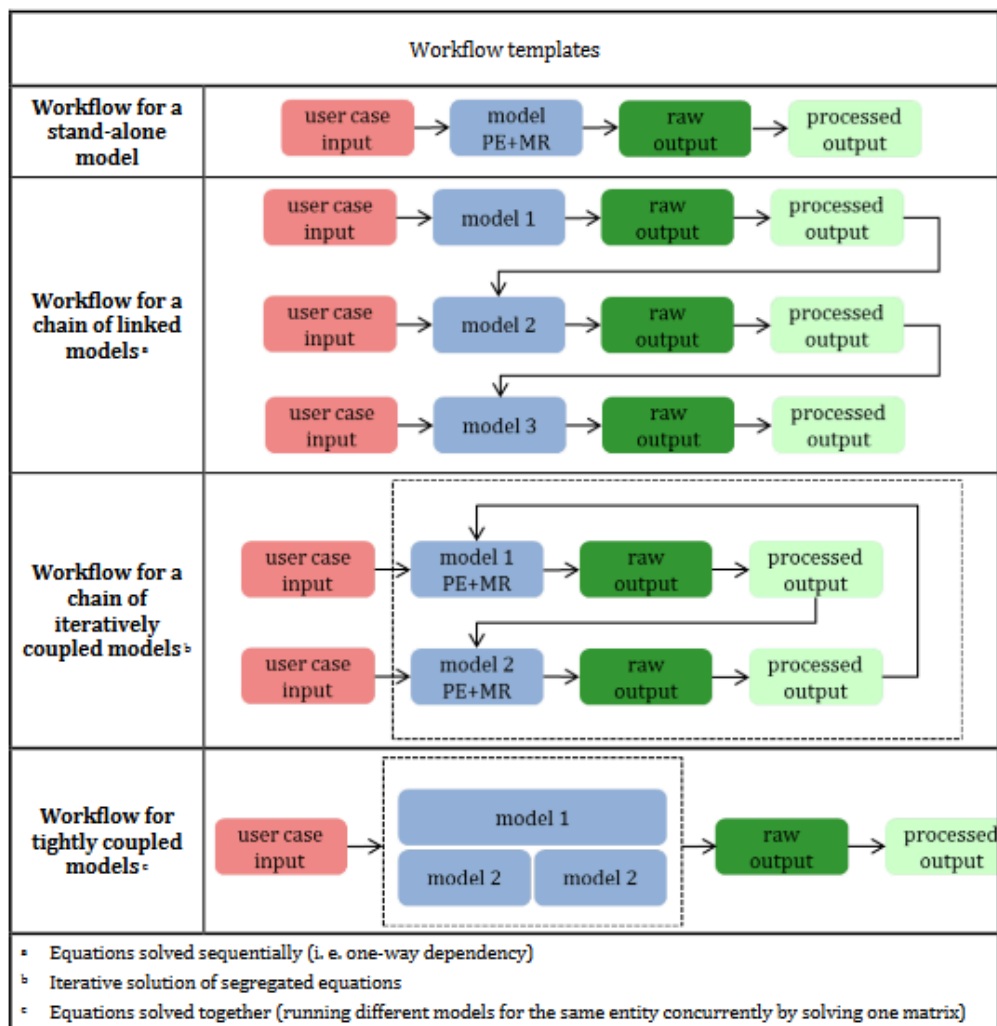 Workflow templates
Workflow for a
stand-alone
model
user case
input
model
PE+MR
raw
output
processed
output
Workflow for a
chain of linked
models a
user case
input
model 1
raw
output
processed
output
user case
input
model 2
raw
output
processed
output
user case
input
model 3
raw
output
processed
output
Workflow for a
chain of
iteratively
coupled models b
user case
input
model 1
PE+MR
raw
output
processed
output
user case
input
model 2
PE+MR
raw
output
processed
output
Workflow for
tightly coupled
models c
user case
input
model 1
model 2
model 2
raw
output
processed
output
a Equations solved sequentially (i. e. one-way dependency)
b Iterative solution of segregated equations
c Equations solved together (running different models for the same entity concurrently by solving one matrix)